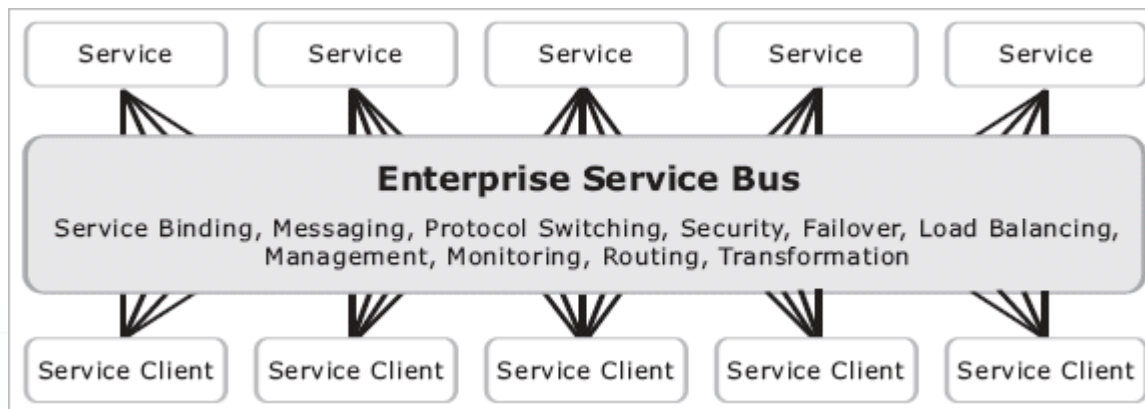 Service
Service
Service
Service
Service
Enterprise Service Bus
Service Binding, Messaging, Protocol Switching, Security, Failover, Load Balancing,
Management, Monitoring, Routing, Transformation
Service Client
Service Client
Service Client
Service Client
Service Client